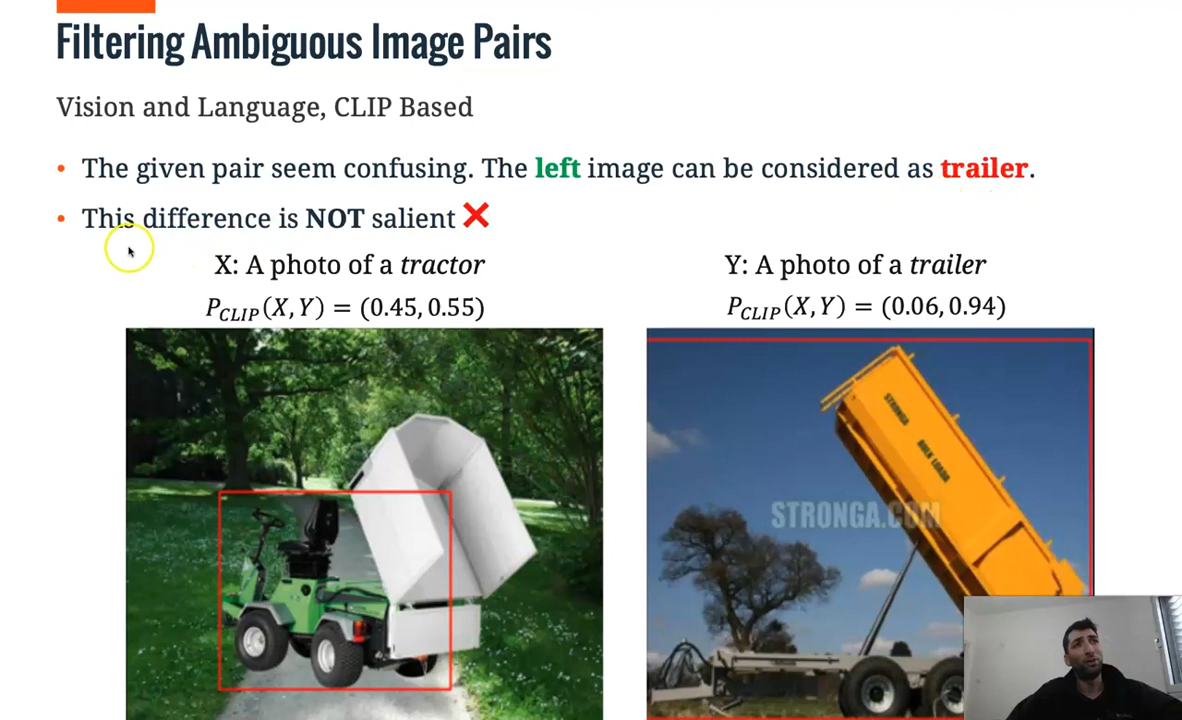 Filtering Ambiguous Image Pairs
Vision and Language, CLIP Based
• The given pair seem confusing. The left image can be considered as trailer.
• This difference is NOT salient ❌
X: A photo of a tractor
P_CLIP(X, Y) = (0.45, 0.55)
Y: A photo of a trailer
P_CLIP(X, Y) = (0.06, 0.94)
STRONGA
BULK LOADA
STRONGA.COM